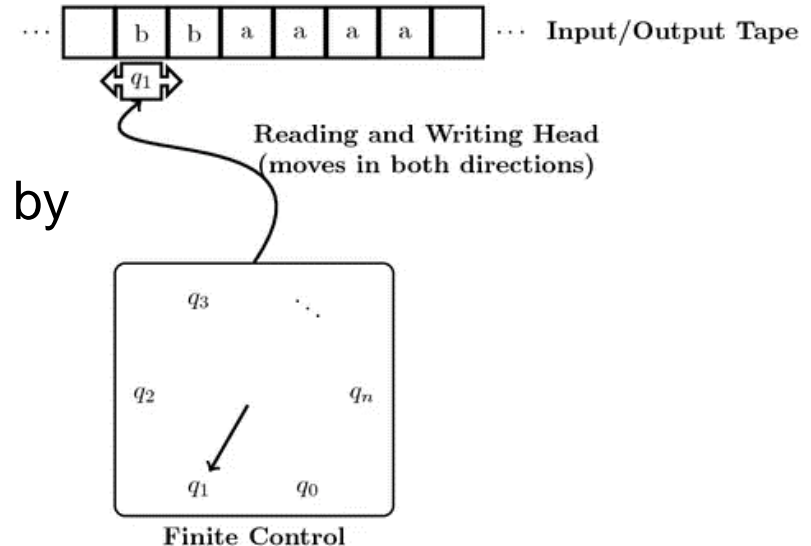 ··· b b a a a a ··· Input/Output Tape
q₁
Reading and Writing Head
(moves in both directions)
by
q₃ ⋱
q₂ qₙ
q₁ q₀
Finite Control